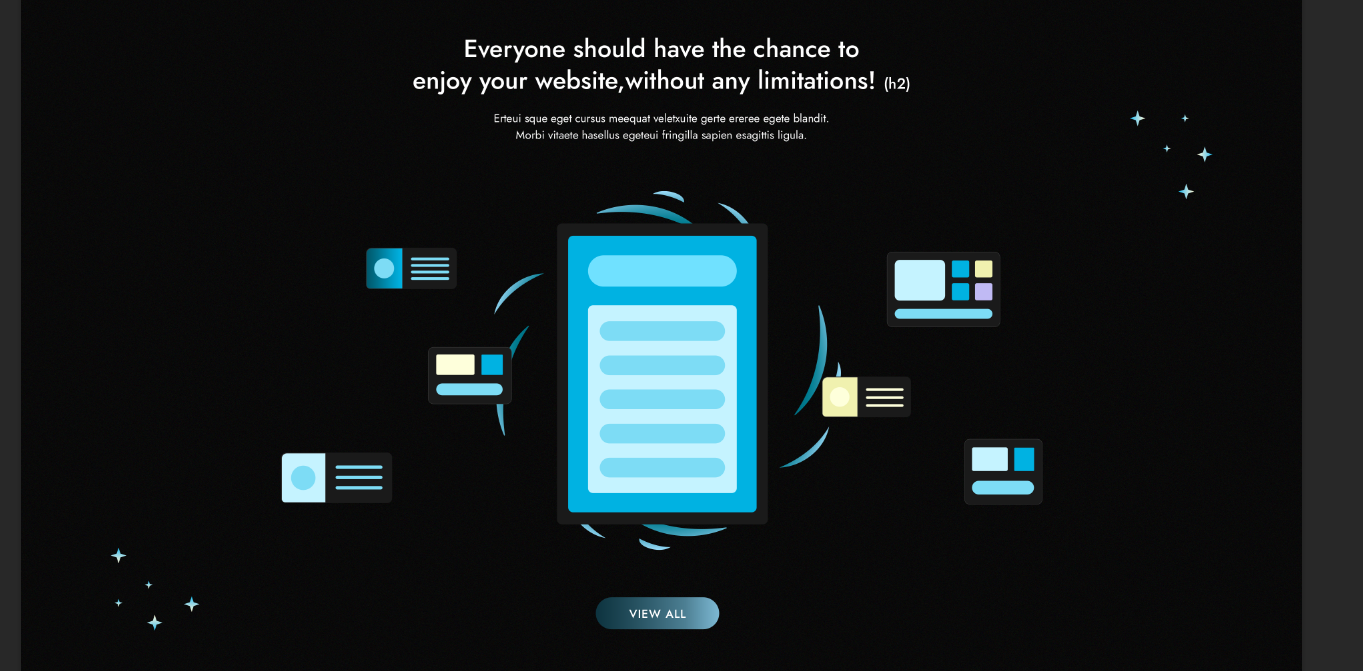 Everyone should have the chance to
enjoy your website,without any limitations! (h2)
Erteui sque eget cursus meequat veletxuite gerte ereree egete blandit.
Morbi vitaete hasellus egeteui fringilla sapien esagittis ligula.
VIEW ALL